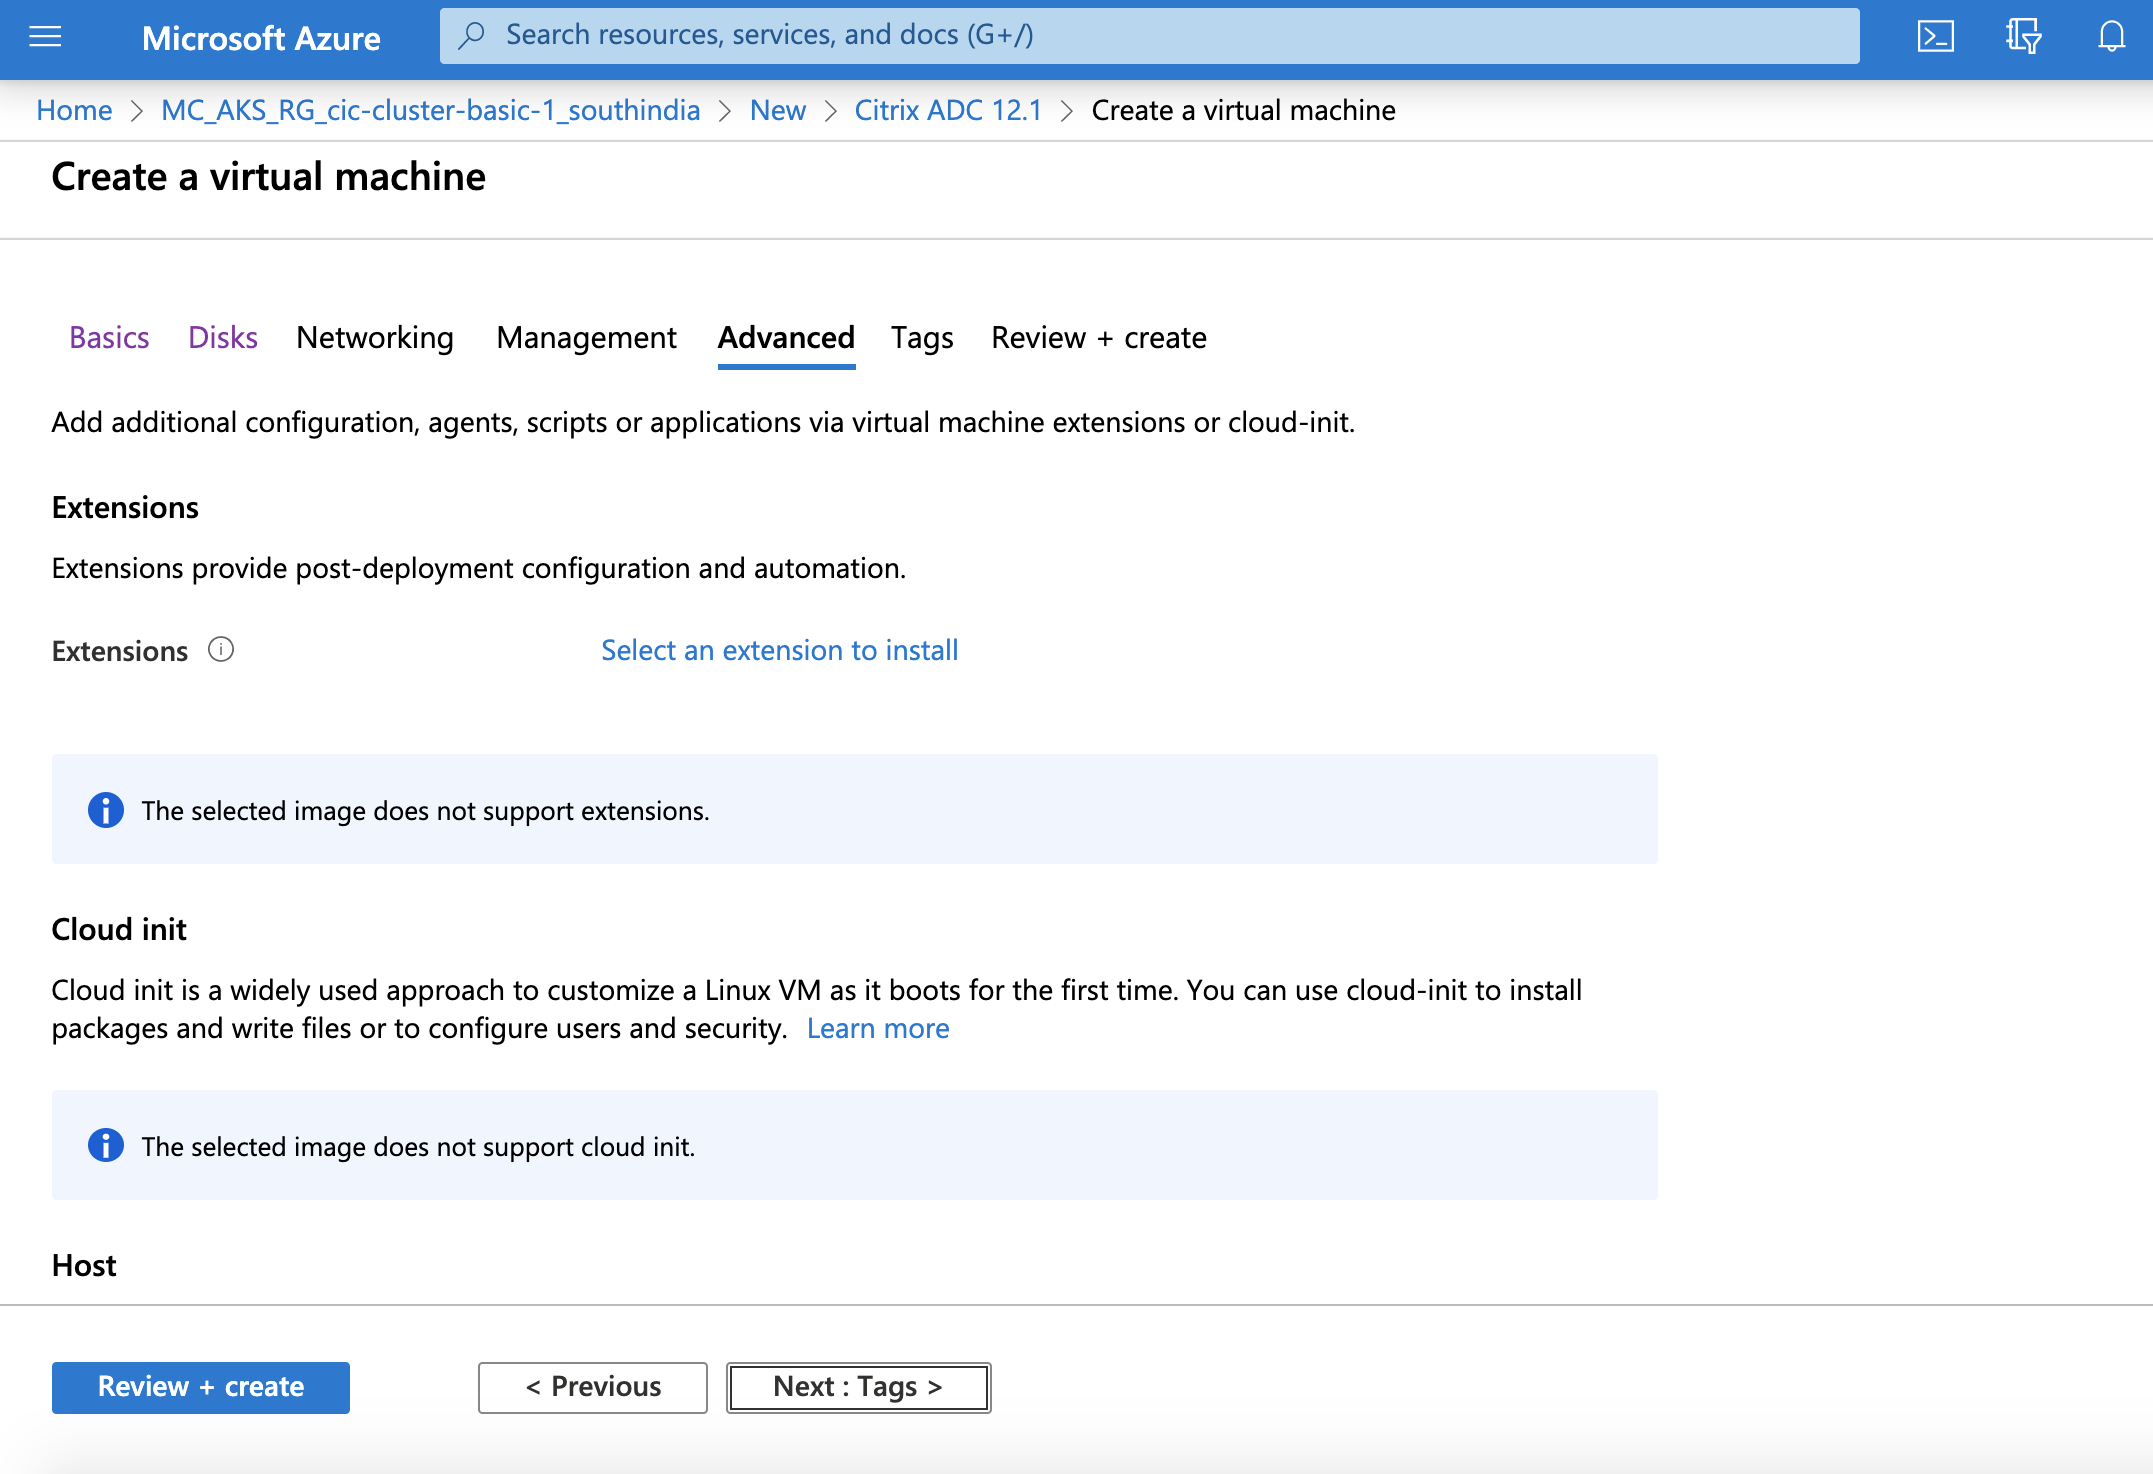 Microsoft Azure
Search resources, services, and docs (G+/)
Home > MC_AKS_RG_cic-cluster-basic-1_southindia > New > Citrix ADC 12.1 > Create a virtual machine
Create a virtual machine
Basics Disks Networking Management Advanced Tags Review + create
Add additional configuration, agents, scripts or applications via virtual machine extensions or cloud-init.
Extensions
Extensions provide post-deployment configuration and automation.
Extensions Select an extension to install
The selected image does not support extensions.
Cloud init
Cloud init is a widely used approach to customize a Linux VM as it boots for the first time. You can use cloud-init to install
packages and write files or to configure users and security. Learn more
The selected image does not support cloud init.
Host
Review + create < Previous Next : Tags >